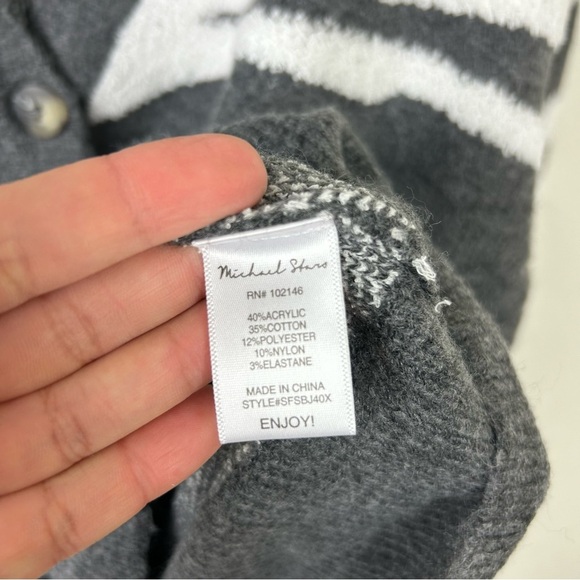 Michael Stars
RN# 102146
40%ACRYLIC
35%COTTON
12%POLYESTER
10%NYLON
3%ELASTANE
MADE IN CHINA
STYLE#SFSBJ40X
ENJOY!